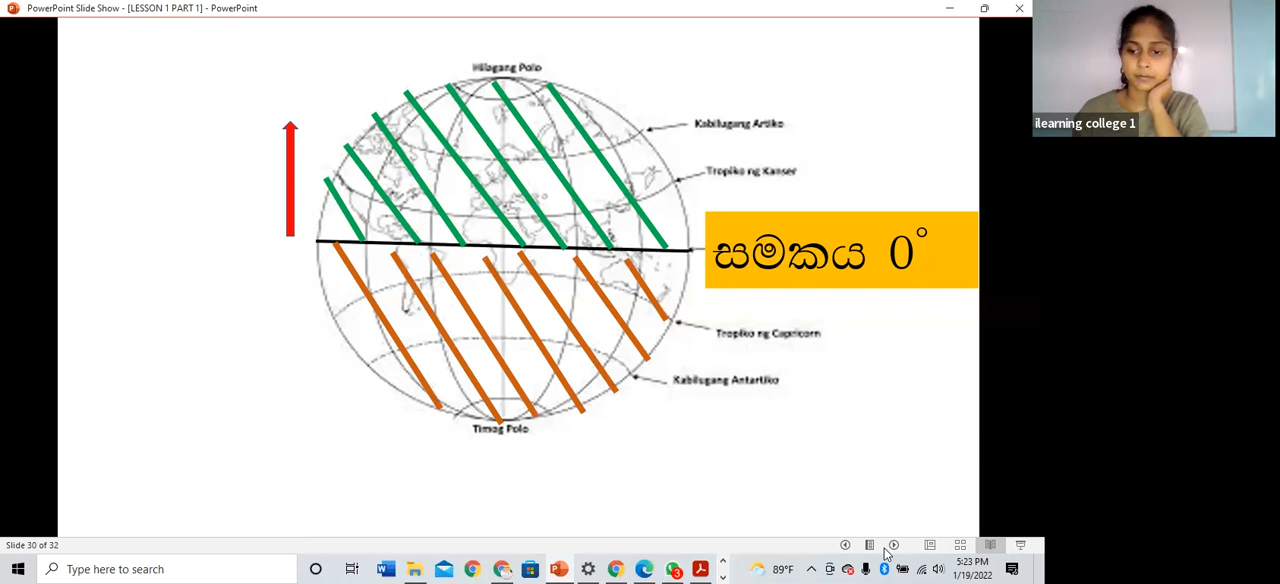 PowerPoint Slide Show - [LESSON 1 PART 1] - PowerPoint
ilearning college 1
Hilagang Polo
Kabilugang Artiko
Tropiko ng Kanser
සමකය 0°
Tropiko ng Capricorn
Kabilugang Antartiko
Timog Polo
Slide 30 of 32
Type here to search
3
89°F
5:23 PM
1/19/2022